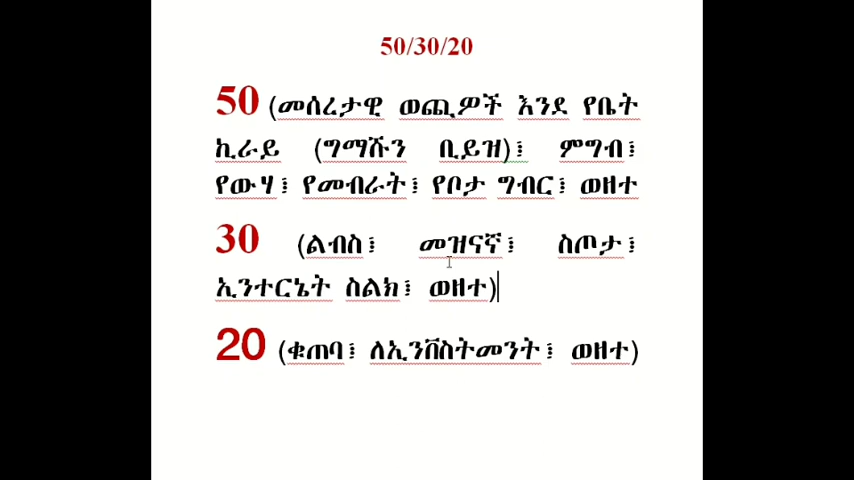 50/30/20
50 (መሰረታዊ ወጪዎች እንደ የቤት
ኪራይ (ግማሹን ቢይዝ)፤ ምግብ፤
የውሃ፤ የመብራት፤ የቦታ ግብር፤ ወዘተ
30 (ልብስ፤ መዝናኛ፤ ስጦታ፤
ኢንተርኔት ስልክ፤ ወዘተ)
20 (ቁጠባ፤ ለኢንቨስትመንት፤ ወዘተ)